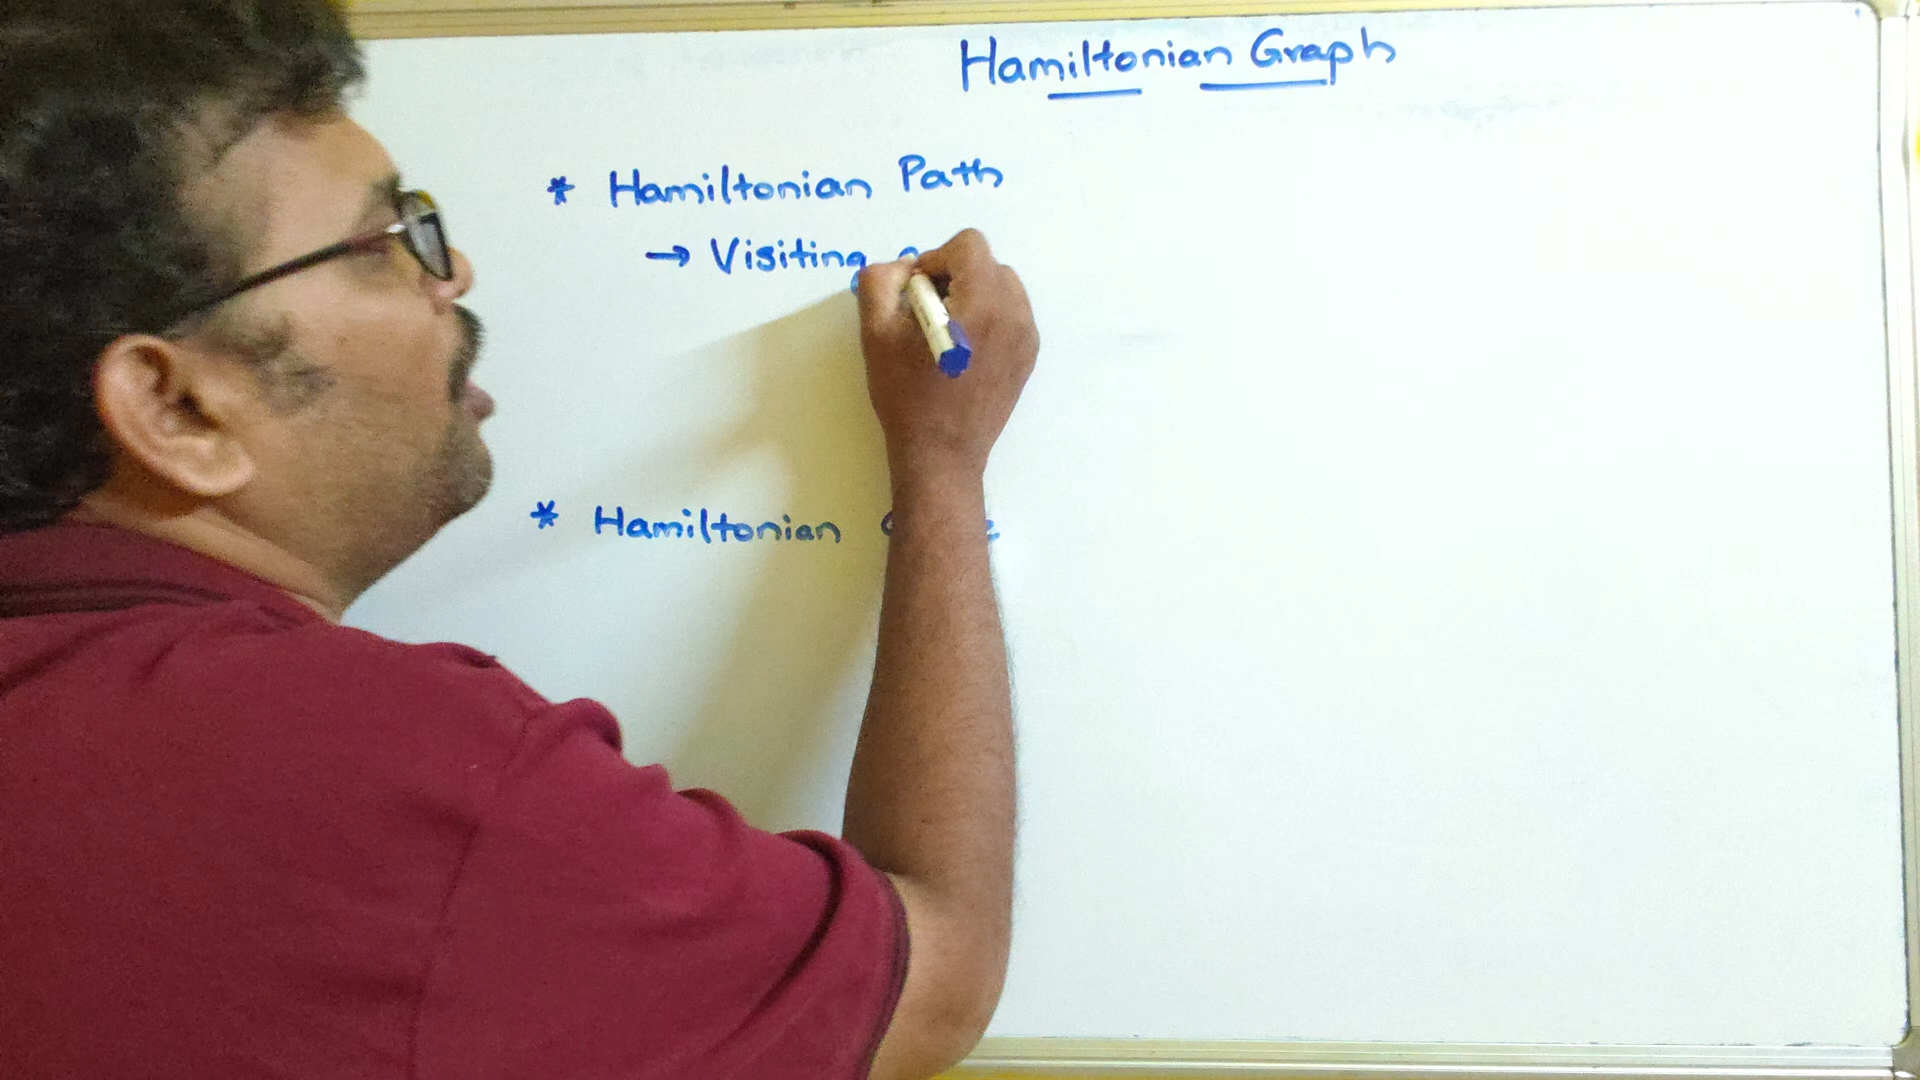 Hamiltonian Graph
* Hamiltonian Path
→ Visiting
* Hamiltonian